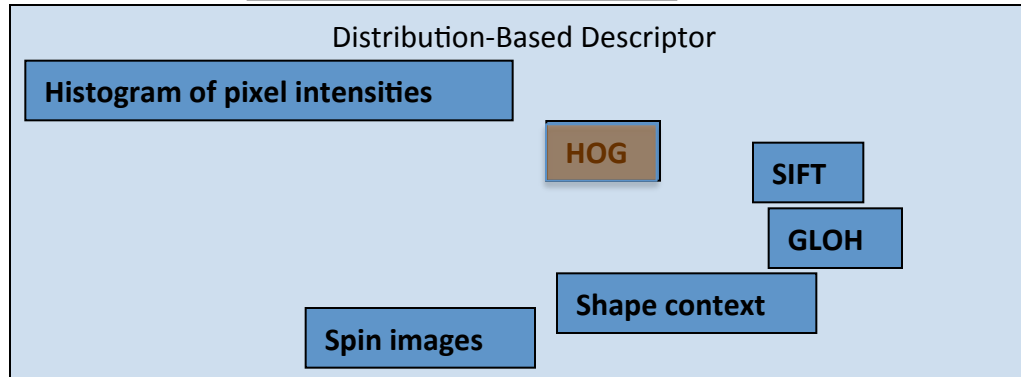 Distribution-Based Descriptor
Histogram of pixel intensities
HOG
SIFT
GLOH
Shape context
Spin images